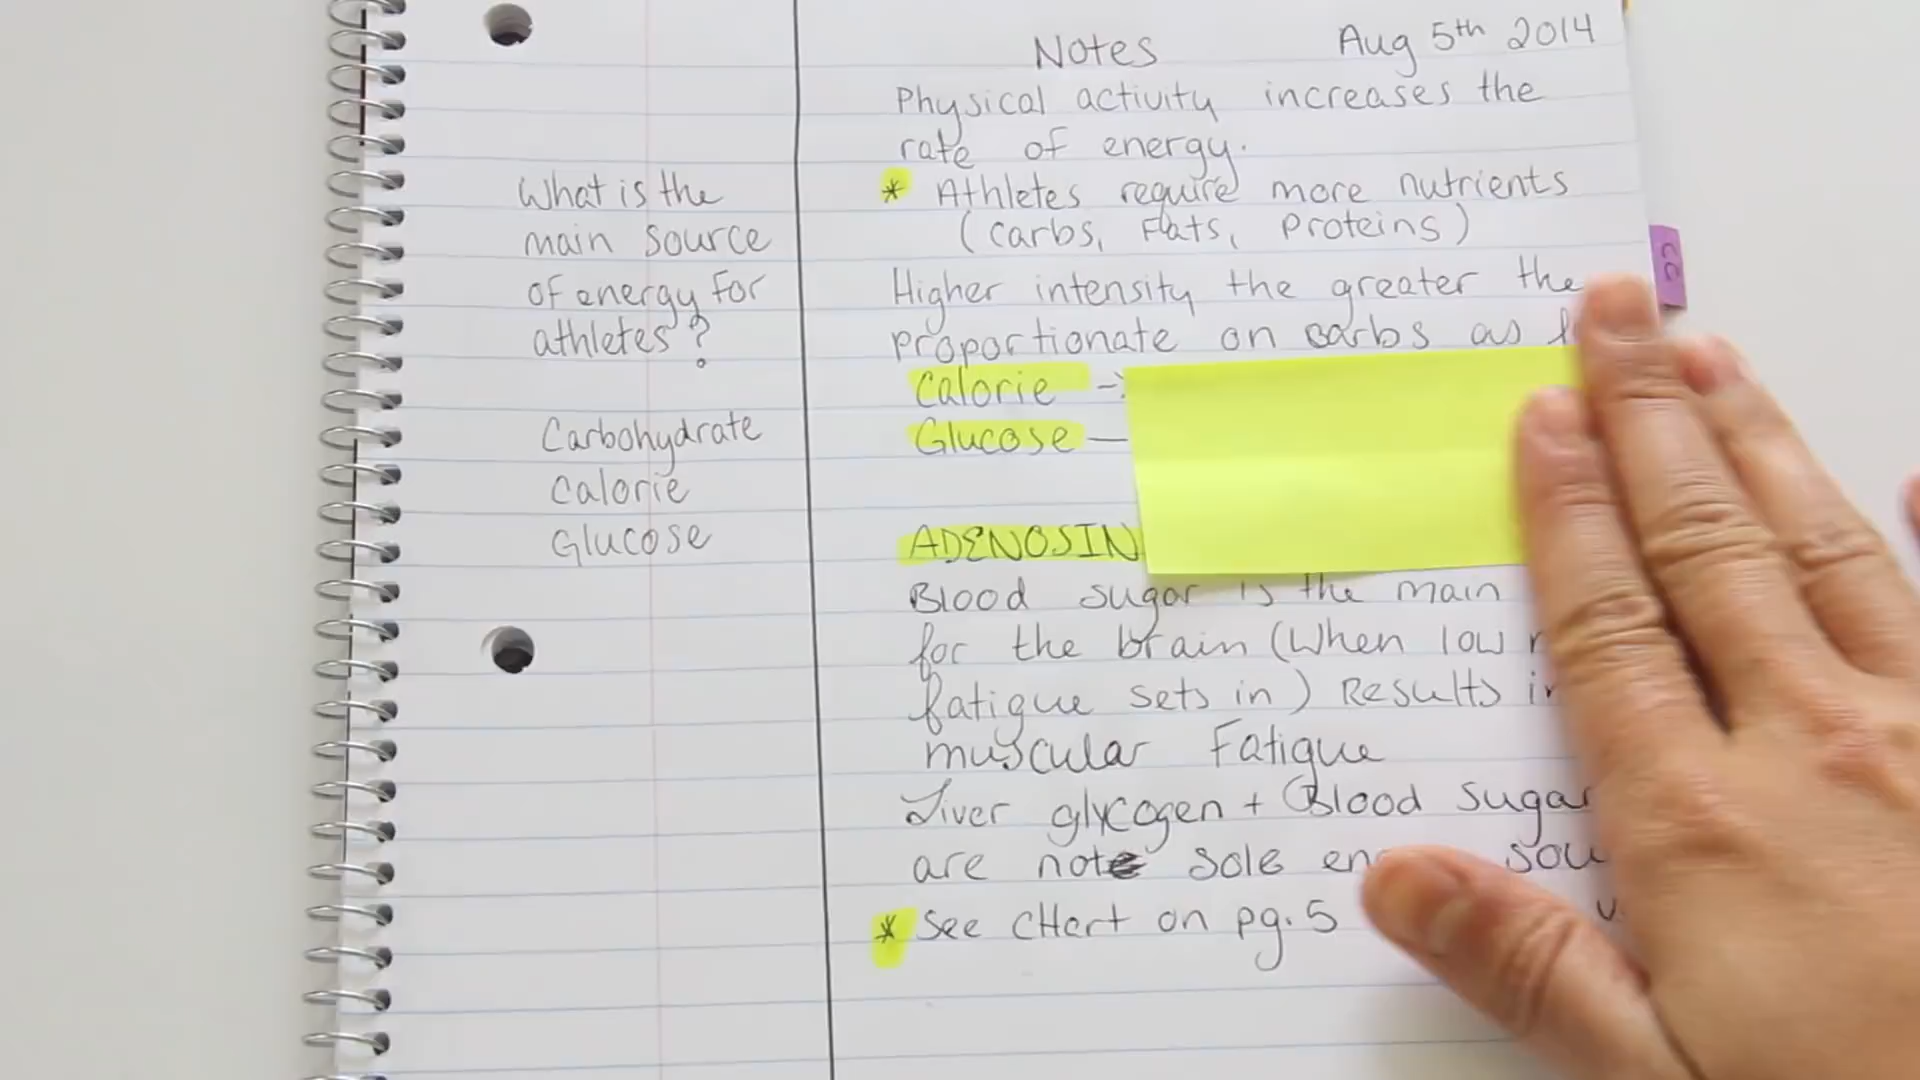 Notes
Aug 5th 2014
Physical activity increases the
rate of energy.
* Athletes require more nutrients
(carbs, Fats, Proteins)
Higher intensity the greater the
proportionate on carbs as
Calorie ->
Glucose —
ADENOSIN
Blood sugar is the main
for the brain (When low
fatigue sets in) Results in
muscular Fatigue
Liver glycogen + Blood Sugar
are note sole
* See CHart on pg. 5
What is the
main source
of energy for
athletes?
Carbohydrate
Calorie
Glucose